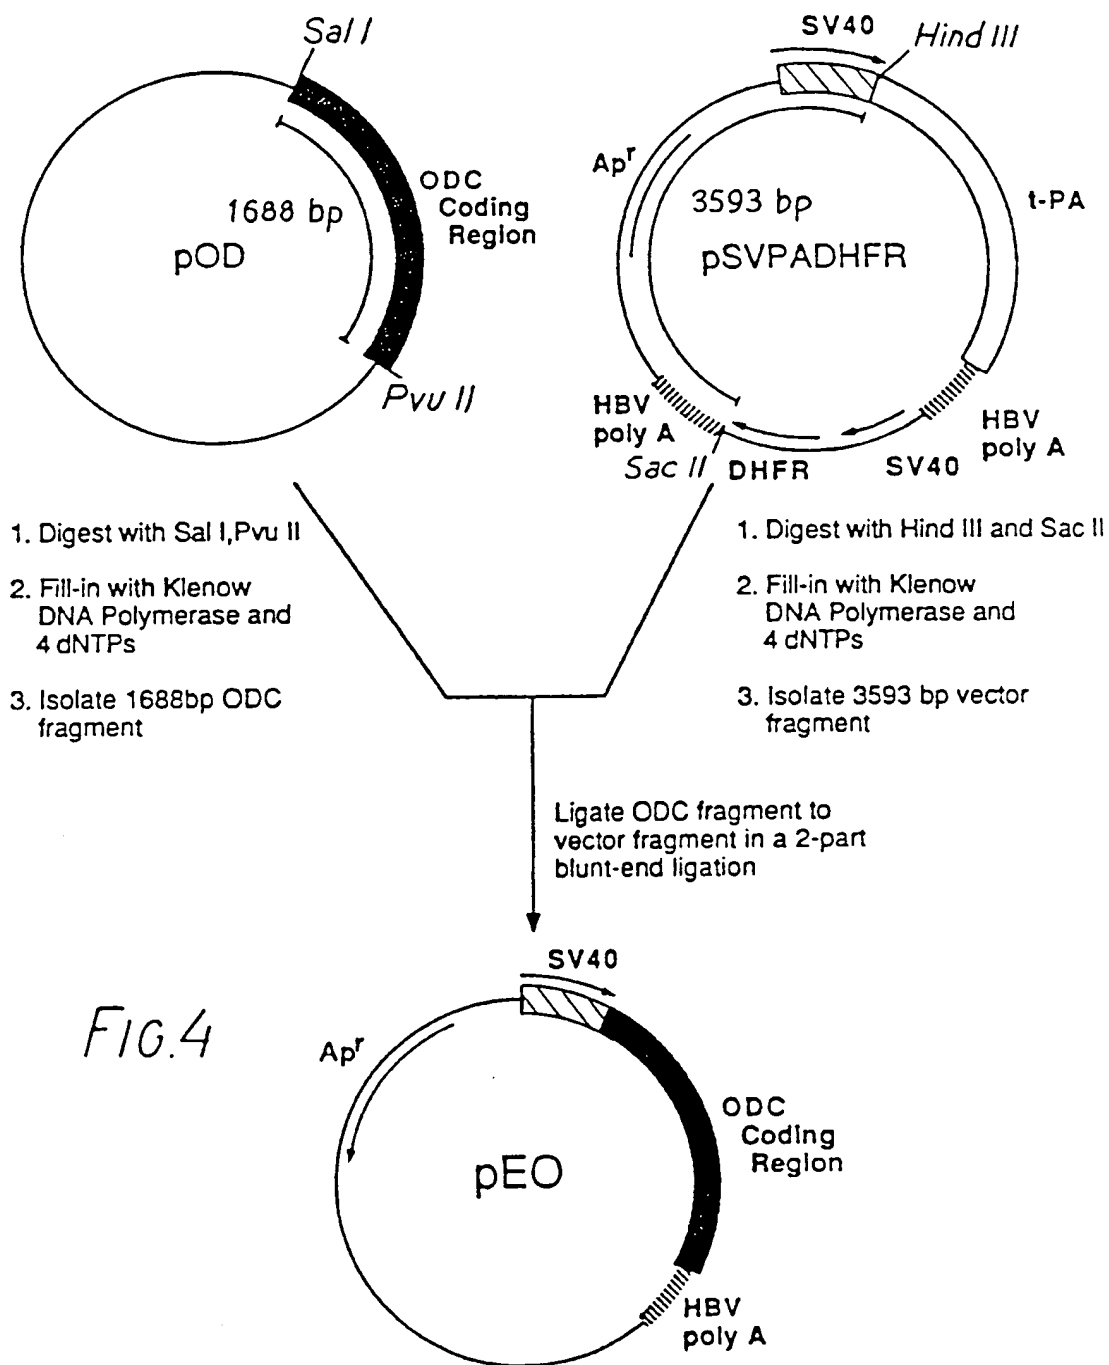 Sal I
ODC
Coding
Region
1688 bp
pOD
Pvu II
SV40
Hind III
Apʳ
3593 bp
pSVPADHFR
t-PA
HBV
poly A
Sac II
DHFR
SV40
HBV
poly A
1. Digest with Sal I,Pvu II
2. Fill-in with Klenow
DNA Polymerase and
4 dNTPs
3. Isolate 1688bp ODC
fragment
1. Digest with Hind III and Sac II
2. Fill-in with Klenow
DNA Polymerase and
4 dNTPs
3. Isolate 3593 bp vector
fragment
Ligate ODC fragment to
vector fragment in a 2-part
blunt-end ligation
FIG.4
SV40
Apʳ
ODC
Coding
Region
pEO
HBV
poly A